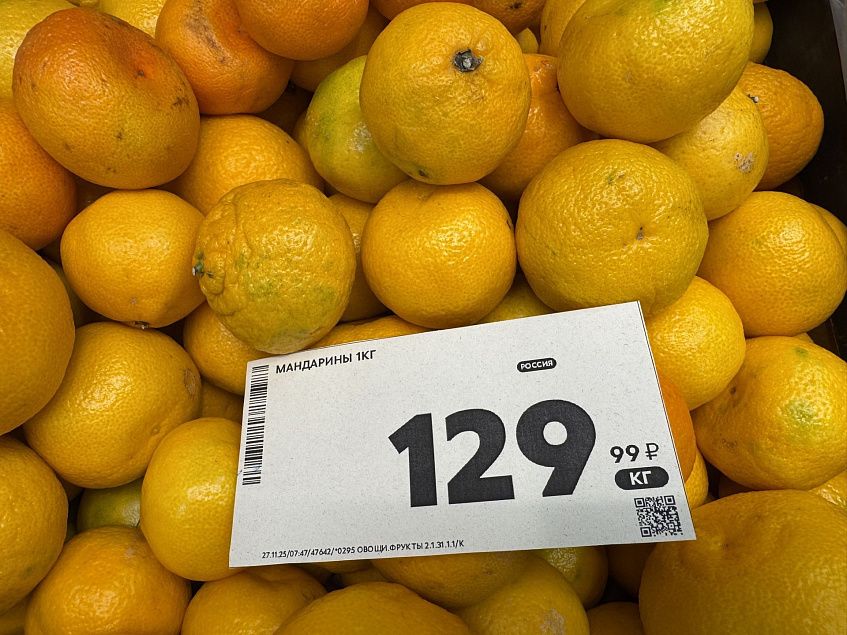 МАНДАРИНЫ 1КГ
РОССИЯ
129
99 ₽
КГ
27.11.25/07:47/47642/*0295 ОВОЩИ.ФРУКТЫ 2.1.31.1.1/К